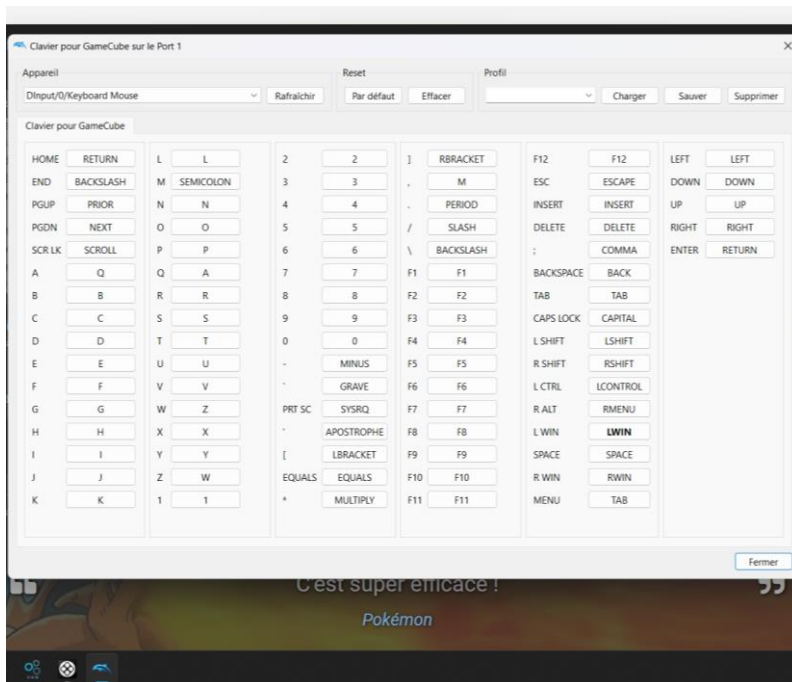 Clavier pour GameCube sur le Port 1
Appareil Reset Profil
DInput/0/Keyboard Mouse Rafraîchir Par défaut Effacer Charger Sauver Supprimer
Clavier pour GameCube
HOME RETURN L L 2 2 ] RBRACKET F12 F12 LEFT LEFT
END BACKSLASH M SEMICOLON 3 3 , M ESC ESCAPE DOWN DOWN
PGUP PRIOR N N 4 4 . PERIOD INSERT INSERT UP UP
PGDN NEXT O O 5 5 / SLASH DELETE DELETE RIGHT RIGHT
SCR LK SCROLL P P 6 6 \ BACKSLASH ; COMMA ENTER RETURN
A Q Q A 7 7 F1 F1 BACKSPACE BACK
B B R R 8 8 F2 F2 TAB TAB
C C S S 9 9 F3 F3 CAPS LOCK CAPITAL
D D T T 0 0 F4 F4 L SHIFT LSHIFT
E E U U - MINUS F5 F5 R SHIFT RSHIFT
F F V V ` GRAVE F6 F6 L CTRL LCONTROL
G G W Z PRT SC SYSRQ F7 F7 R ALT RMENU
H H X X ' APOSTROPHE F8 F8 L WIN LWIN
I I Y Y [ LBRACKET F9 F9 SPACE SPACE
J J Z W EQUALS EQUALS F10 F10 R WIN RWIN
K K 1 1 * MULTIPLY F11 F11 MENU TAB
Fermer
C'est super efficace !
Pokémon